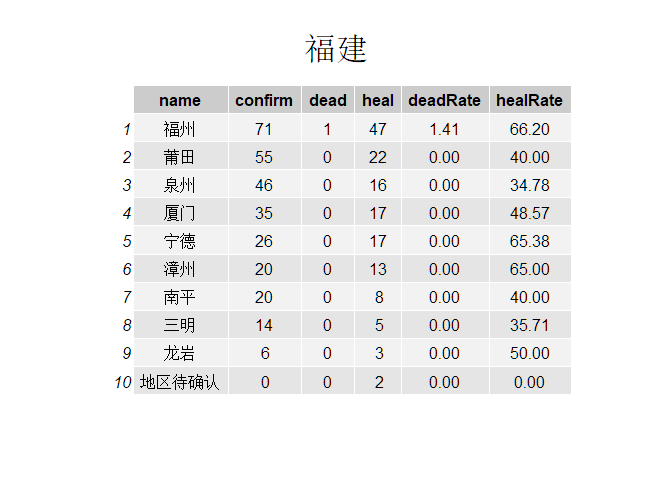 福建
name confirm dead heal deadRate healRate
1 福州 71 1 47 1.41 66.20
2 莆田 55 0 22 0.00 40.00
3 泉州 46 0 16 0.00 34.78
4 厦门 35 0 17 0.00 48.57
5 宁德 26 0 17 0.00 65.38
6 漳州 20 0 13 0.00 65.00
7 南平 20 0 8 0.00 40.00
8 三明 14 0 5 0.00 35.71
9 龙岩 6 0 3 0.00 50.00
10 地区待确认 0 0 2 0.00 0.00